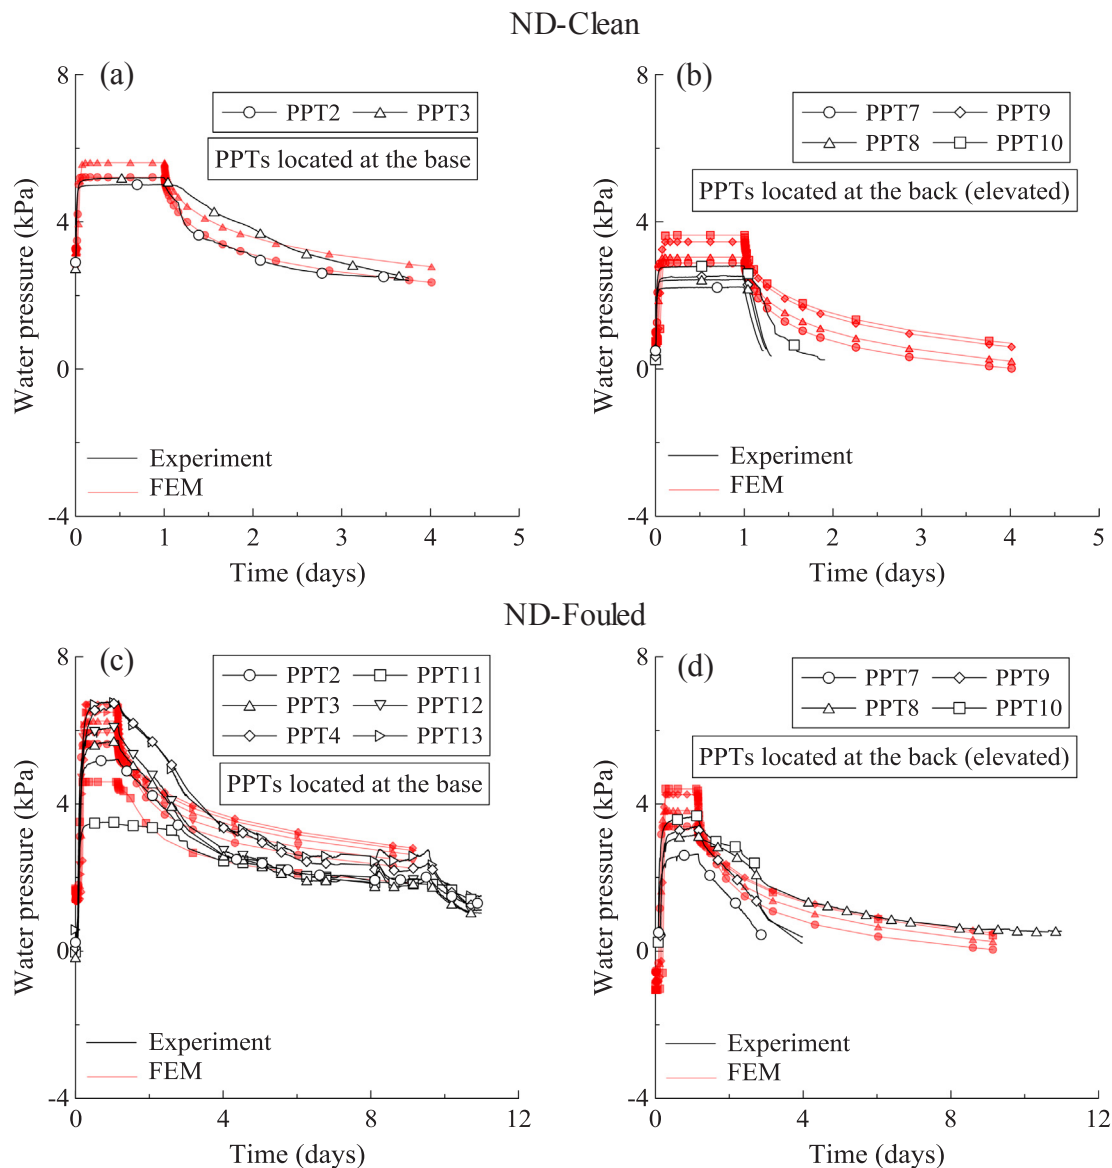 ND-Clean
(a)
8
4
0
-4
PPT2 PPT3
PPTs located at the base
Experiment
FEM
0 1 2 3 4 5
Time (days)
Water pressure (kPa)
(b)
8
4
0
-4
PPT7 PPT9
PPT8 PPT10
PPTs located at the back (elevated)
Experiment
FEM
0 1 2 3 4 5
Time (days)
Water pressure (kPa)
ND-Fouled
(c)
8
4
0
-4
PPT2 PPT11
PPT3 PPT12
PPT4 PPT13
PPTs located at the base
Experiment
FEM
0 4 8 12
Time (days)
Water pressure (kPa)
(d)
8
4
0
-4
PPT7 PPT9
PPT8 PPT10
PPTs located at the back (elevated)
Experiment
FEM
0 4 8 12
Time (days)
Water pressure (kPa)